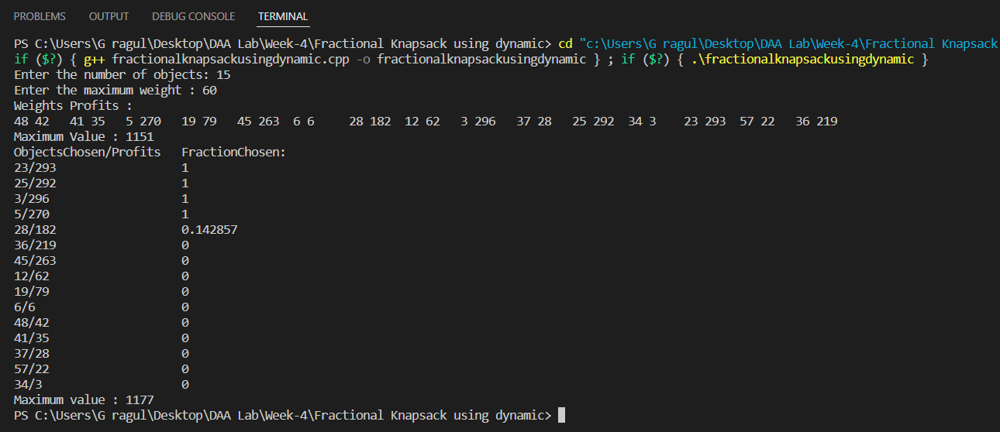 PROBLEMS OUTPUT DEBUG CONSOLE TERMINAL
PS C:\Users\G ragul\Desktop\DAA Lab\Week-4\Fractional Knapsack using dynamic> cd "c:\Users\G ragul\Desktop\DAA Lab\Week-4\Fractional Knapsack
if ($?) { g++ fractionalknapsackusingdynamic.cpp -o fractionalknapsackusingdynamic } ; if ($?) { .\fractionalknapsackusingdynamic }
Enter the number of objects: 15
Enter the maximum weight : 60
Weights Profits :
48 42   41 35   5 270   19 79   45 263  6 6     28 182  12 62   3 296   37 28   25 292  34 3    23 293  57 22   36 219
Maximum Value : 1151
ObjectsChosen/Profits   FractionChosen:
23/293                  1
25/292                  1
3/296                   1
5/270                   1
28/182                  0.142857
36/219                  0
45/263                  0
12/62                   0
19/79                   0
6/6                     0
48/42                   0
41/35                   0
37/28                   0
57/22                   0
34/3                    0
Maximum value : 1177
PS C:\Users\G ragul\Desktop\DAA Lab\Week-4\Fractional Knapsack using dynamic>